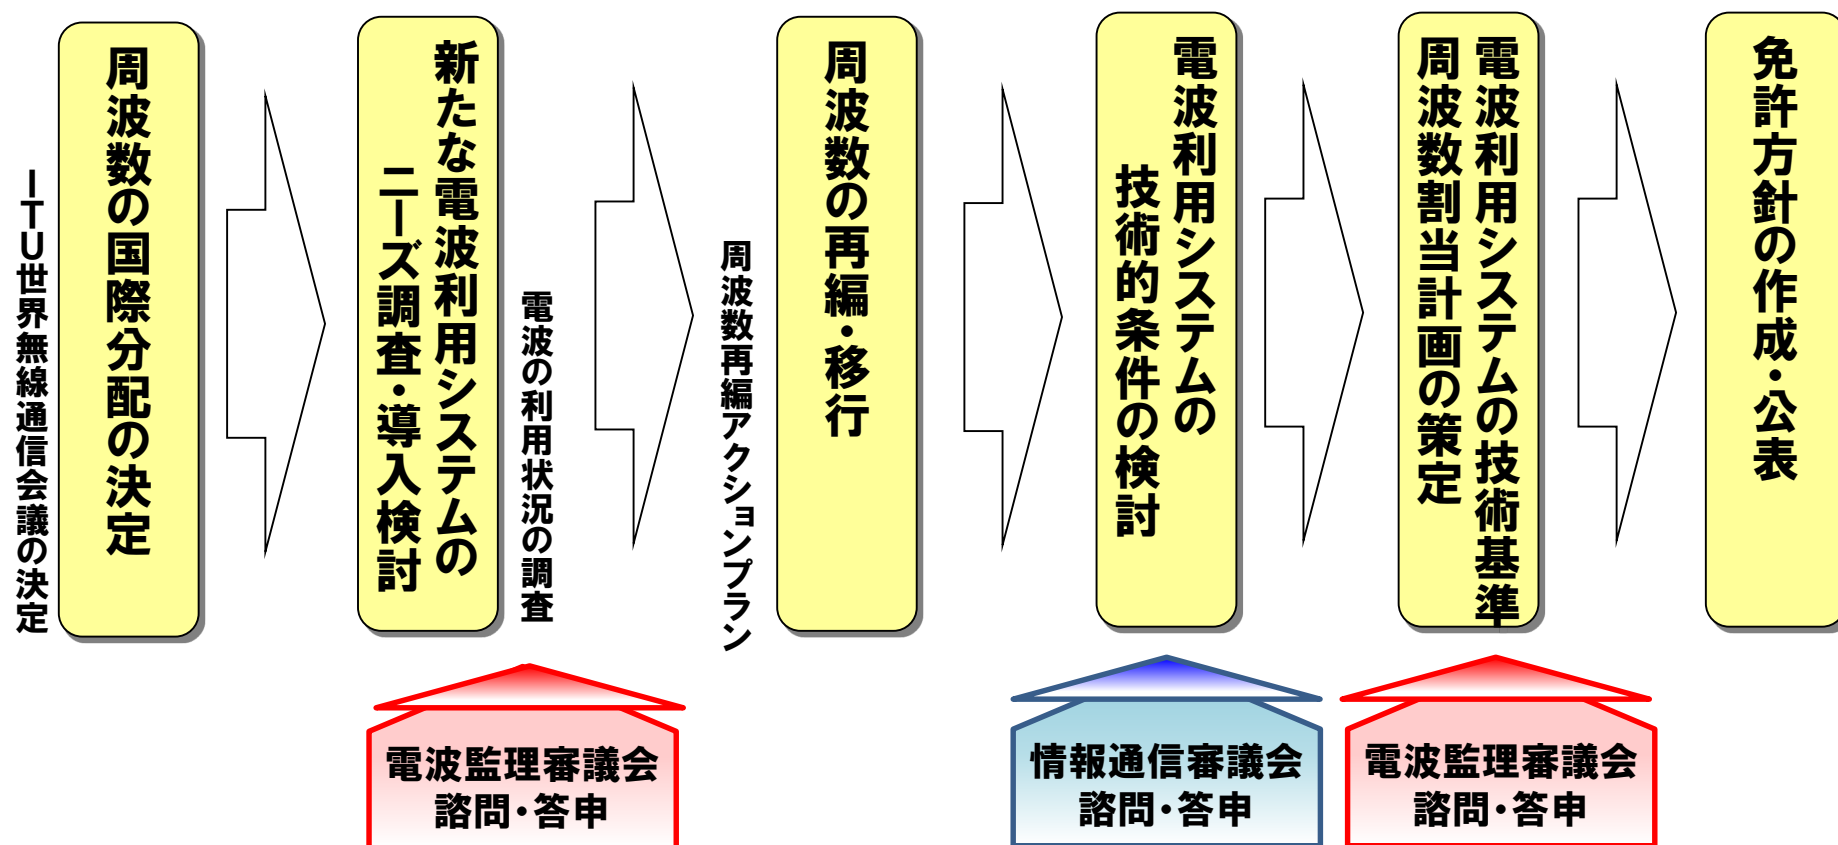 ITU世界無線通信会議の決定
周波数の国際分配の決定
新たな電波利用システムの
ニーズ調査・導入検討
電波の利用状況の調査
周波数再編アクションプラン
周波数の再編・移行
電波利用システムの
技術的条件の検討
電波利用システムの技術基準
周波数割当計画の策定
免許方針の作成・公表
電波監理審議会
諮問・答申
情報通信審議会
諮問・答申
電波監理審議会
諮問・答申